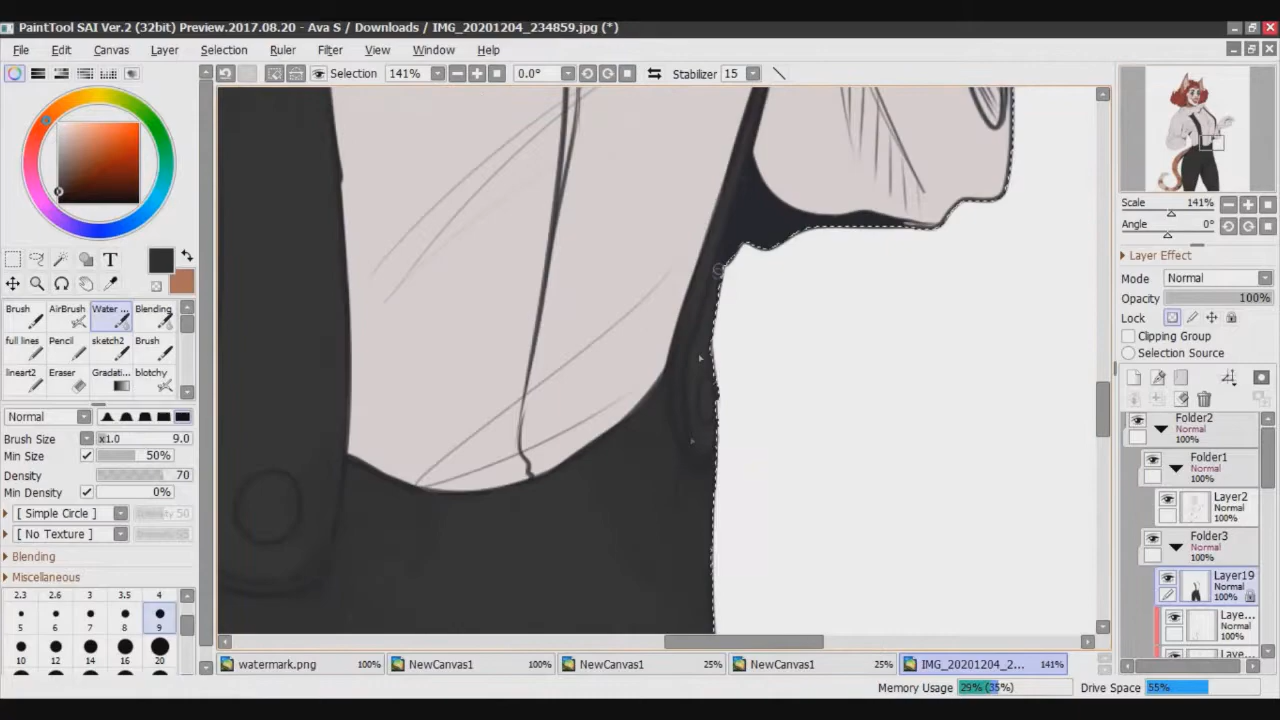 PaintTool SAI Ver.2 (32bit) Preview.2017.08.20 - Ava S / Downloads / IMG_20201204_234859.jpg (*)
File Edit Canvas Layer Selection Ruler Filter View Window Help
Selection 141% 0.0° Stabilizer 15
Scale 141%
Angle 0°
Layer Effect
Mode Normal
Opacity 100%
Lock
Clipping Group
Selection Source
T
Brush AirBrush Water ... Blending
full lines Pencil sketch2 Brush
lineart2 Eraser Gradati... blotchy
Normal
Brush Size x1.0 9.0
Min Size 50%
Density 70
Min Density 0%
[ Simple Circle ] 50
[ No Texture ]
Blending
Miscellaneous
2.3 2.6 3 3.5 4
5 6 7 8 9
10 12 14 16 20
Folder2
Normal
100%
Folder1
Normal
100%
Layer2
Normal
100%
Folder3
Normal
100%
Layer19
Normal
100%
Laye...
Normal
100%
Laye...
watermark.png 100% NewCanvas1 100% NewCanvas1 25% NewCanvas1 25% IMG_20201204_2... 141%
Memory Usage 29% (35%) Drive Space 55%